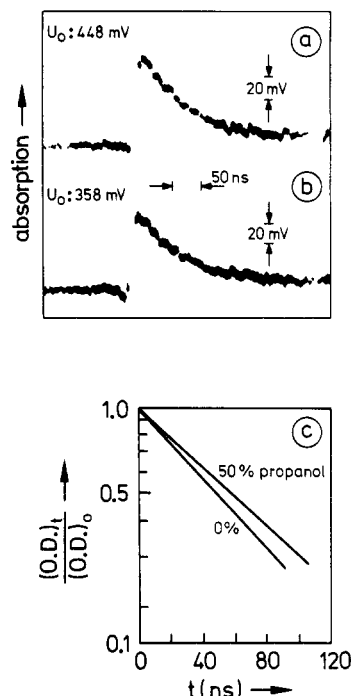 U₀: 448 mV
a
20 mV
absorption
50 ns
U₀: 358 mV
b
20 mV
c
1.0
50% propanol
0.5
0%
(O.D.)t
(O.D.)₀
0.1
0 40 80 120
t (ns)